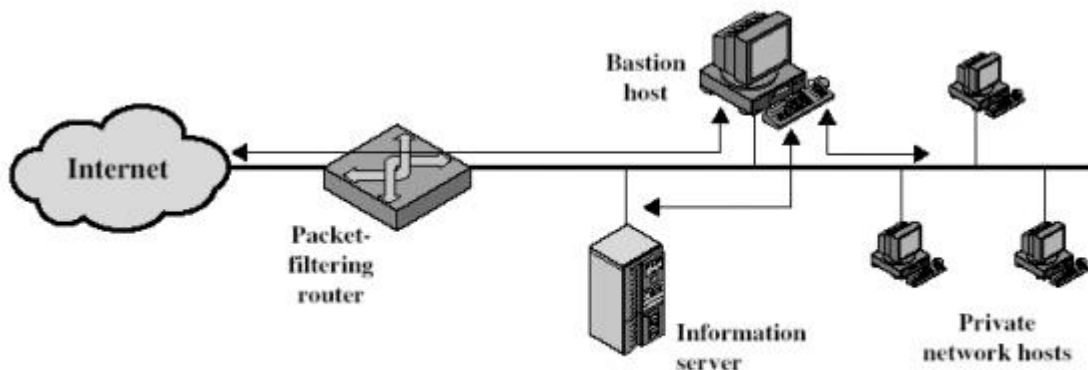 Bastion
host
Internet
Packet-
filtering
router
Information
server
Private
network hosts